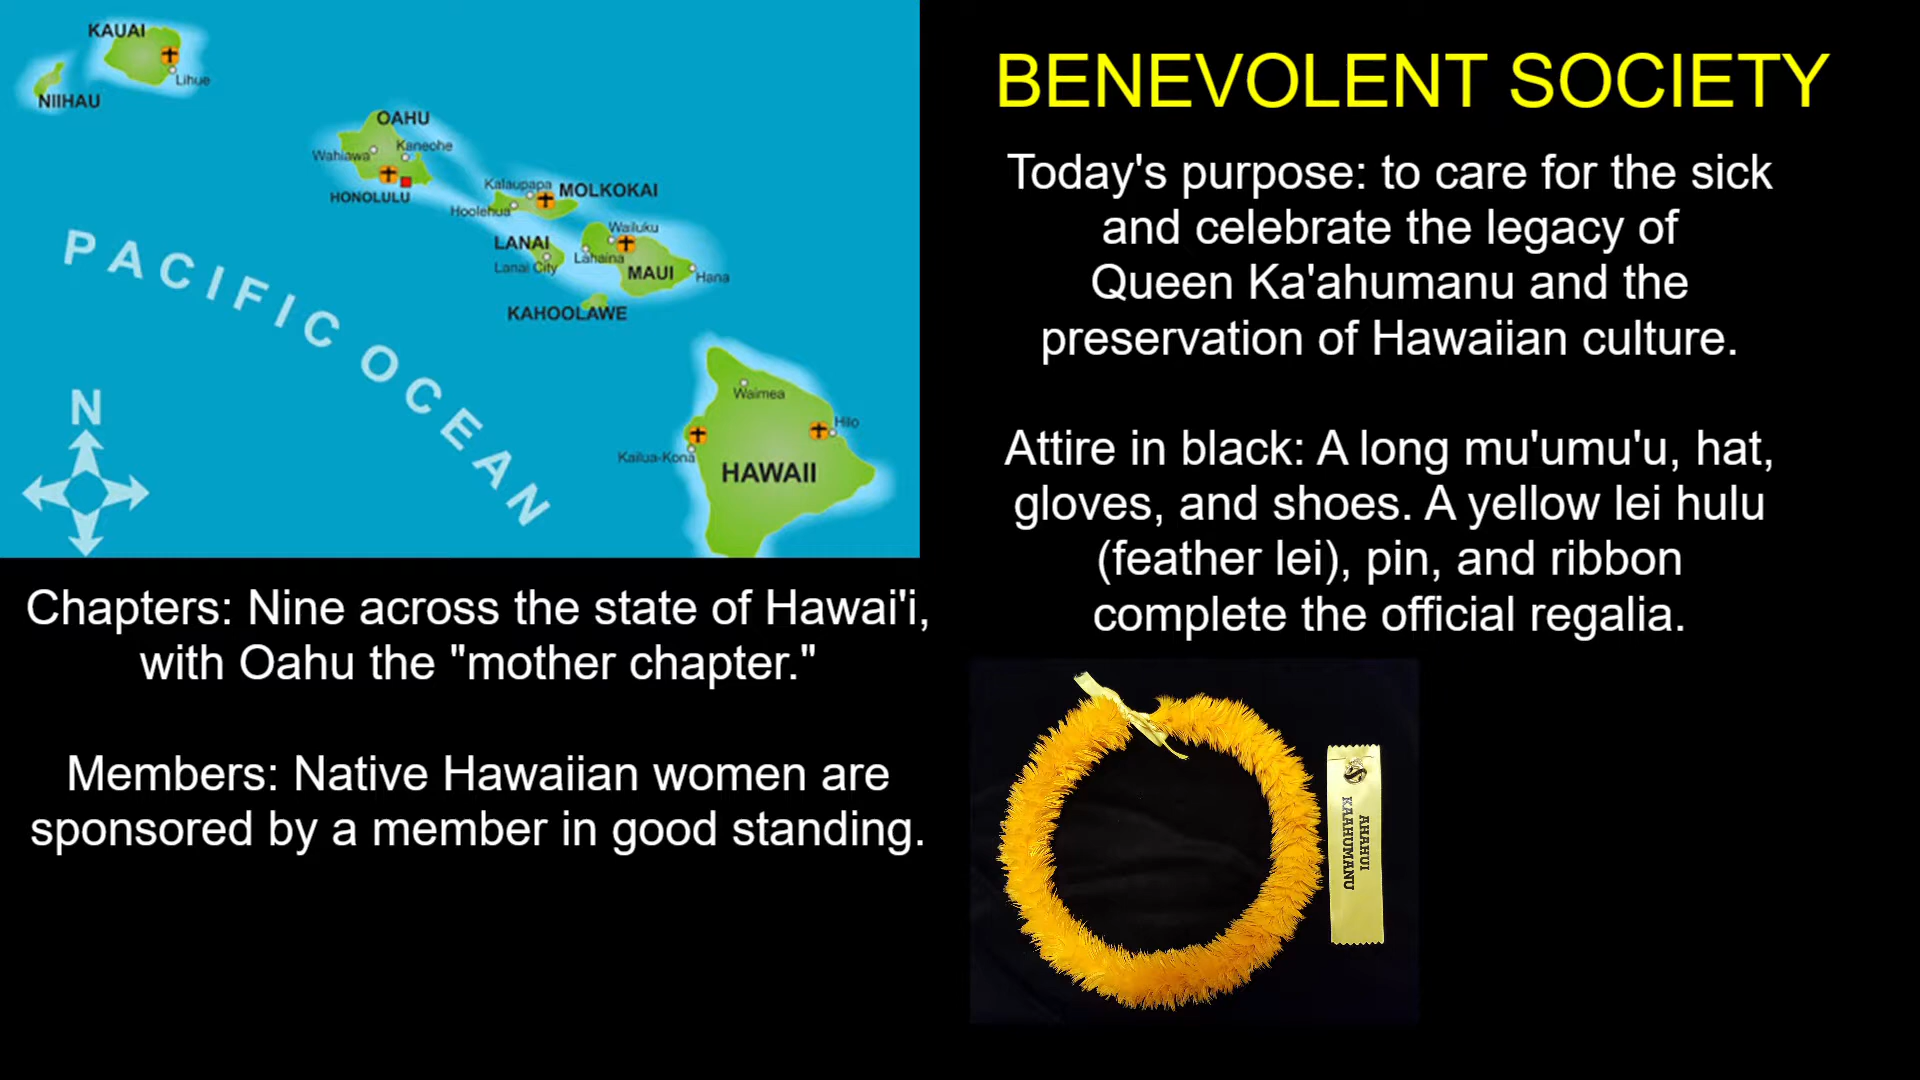 KAUAI
Lihue
NIIHAU
OAHU
Wahiawa
Kaneohe
HONOLULU
Kalaupapa
MOLKOKAI
Hoolehua
LANAI
Lanai City
Wailuku
Lahaina
MAUI
Hana
KAHOOLAWE
PACIFIC OCEAN
N
Waimea
Hilo
Kailua-Kona
HAWAII
Chapters: Nine across the state of Hawai'i,
with Oahu the "mother chapter."
Members: Native Hawaiian women are
sponsored by a member in good standing.
BENEVOLENT SOCIETY
Today's purpose: to care for the sick
and celebrate the legacy of
Queen Ka'ahumanu and the
preservation of Hawaiian culture.
Attire in black: A long mu'umu'u, hat,
gloves, and shoes. A yellow lei hulu
(feather lei), pin, and ribbon
complete the official regalia.
AHAHUI
KAAHUMANU